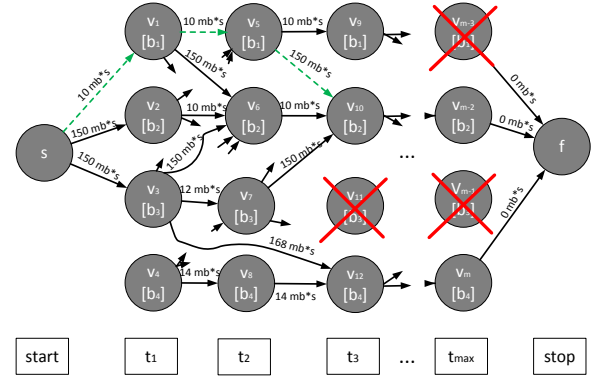 v1
[b1]
10 mb*s
v5
[b1]
10 mb*s
v9
[b1]
vm-3
[b1]
10 mb*s
150 mb*s
150 mb*s
0 mb*s
v2
[b2]
10 mb*s
v6
[b2]
10 mb*s
v10
[b2]
vm-2
[b2]
0 mb*s
s
150 mb*s
150 mb*s
150 mb*s
150 mb*s
...
f
v3
[b3]
12 mb*s
v7
[b3]
v11
[b3]
Vm-1
[b3]
0 mb*s
168 mb*s
v4
[b4]
14 mb*s
v8
[b4]
14 mb*s
v12
[b4]
vm
[b4]
start
t1
t2
t3
...
tmax
stop